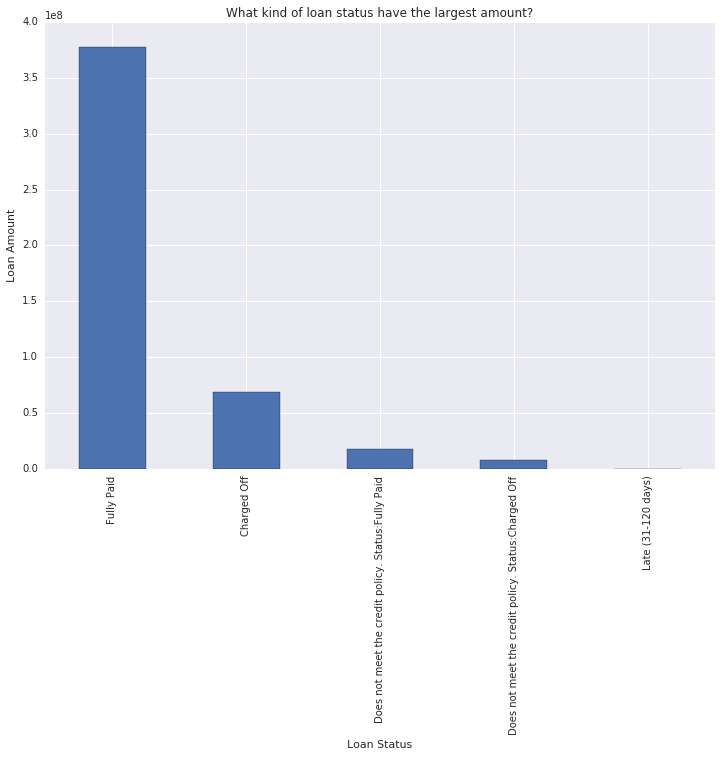 What kind of loan status have the largest amount?
1e8
4.0
3.5
3.0
2.5
2.0
1.5
1.0
0.5
0.0
Loan Amount
Fully Paid
Charged Off
Does not meet the credit policy. Status:Fully Paid
Does not meet the credit policy. Status:Charged Off
Late (31-120 days)
Loan Status